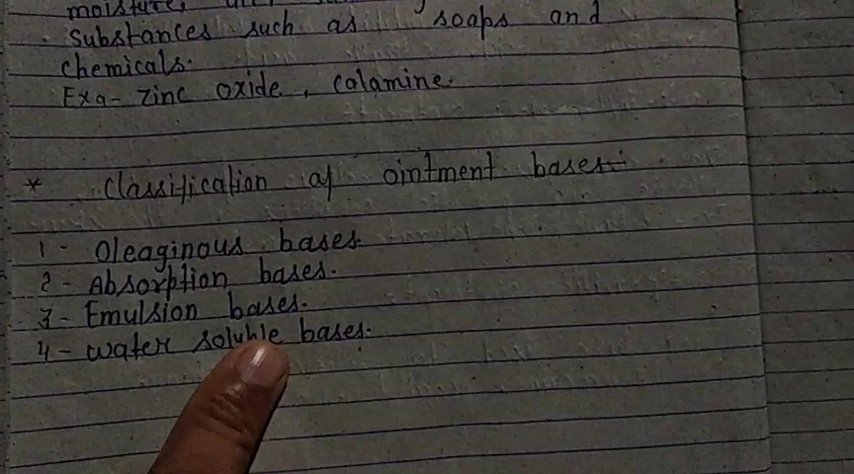 moisture,
substances such as soaps and
chemicals.
Exa- zinc oxide, calamine.
* Classification of ointment bases:-
1- Oleaginous bases.
2- Absorption bases.
3- Emulsion bases.
4- water soluble bases.